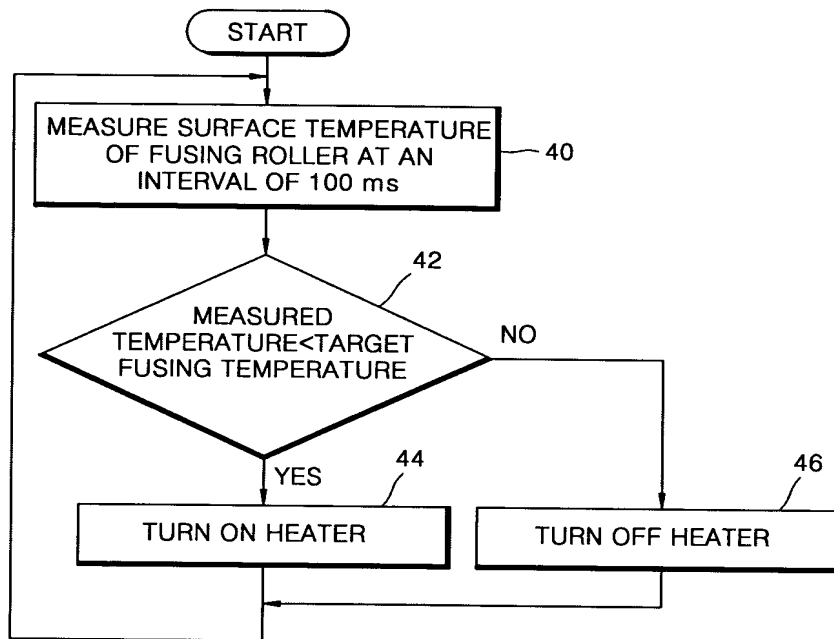 START
MEASURE SURFACE TEMPERATURE
OF FUSING ROLLER AT AN
INTERVAL OF 100 ms
40
42
MEASURED
TEMPERATURE<TARGET
FUSING TEMPERATURE
NO
YES
44
46
TURN ON HEATER
TURN OFF HEATER